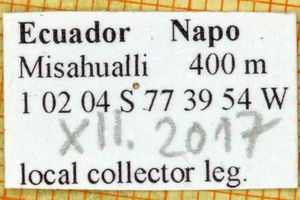 Ecuador Napo
Misahualli 400 m
1 02 04 S 77 39 54 W
XII. 2017
local collector leg.